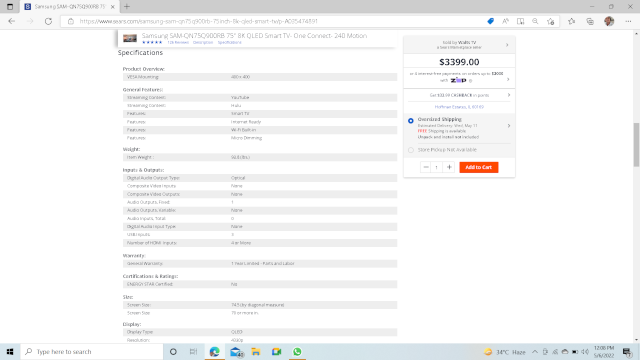 Samsung SAM-QN75Q900RB 75"
https://www.sears.com/samsung-sam-qn75q900rb-75inch-8k-qled-smart-tv/p-A035474891
Samsung SAM-QN75Q900RB 75" 8K QLED Smart TV- One Connect- 240 Motion
Description Specifications
Specifications
Product Overview:
VESA Mounting: 400 x 400
General Features:
Streaming Content: YouTube
Streaming Content: Hulu
Features: Smart TV
Features: Internet Ready
Features: Wi-Fi Built-in
Features: Micro Dimming
Weight:
Item Weight:
Inputs & Outputs:
Digital Audio Output Type: Optical
Composite Video Inputs: None
Composite Video Outputs: None
Audio Outputs, Fixed: 1
Audio Outputs, Variable: None
Audio Inputs, Total: 0
Digital Audio Input Type: None
USB Inputs: 3
Number of HDMI Inputs: 4 or More
Warranty:
General Warranty: 1 Year Limited - Parts and Labor
Certifications & Ratings:
ENERGY STAR Certified: No
Size:
Screen Size: 74.5 (by diagonal measure)
Screen Size: 70 or more in.
Display:
Display Type: QLED
Resolution: 4320p
Sold by Walts TV
a Sears Marketplace seller
$3399.00
or 4 interest-free payments on orders up to $2000
with Zip
Get $33.99 CASHBACK in points
Hoffman Estates, IL 60169
Oversized Shipping
Estimated Delivery: Wed, May 11
FREE Shipping is available
Unpack and install not included
Store Pickup Not Available
− 1 +
Add to Cart
Type here to search
34°C Haze
12:06 PM
5/6/2022